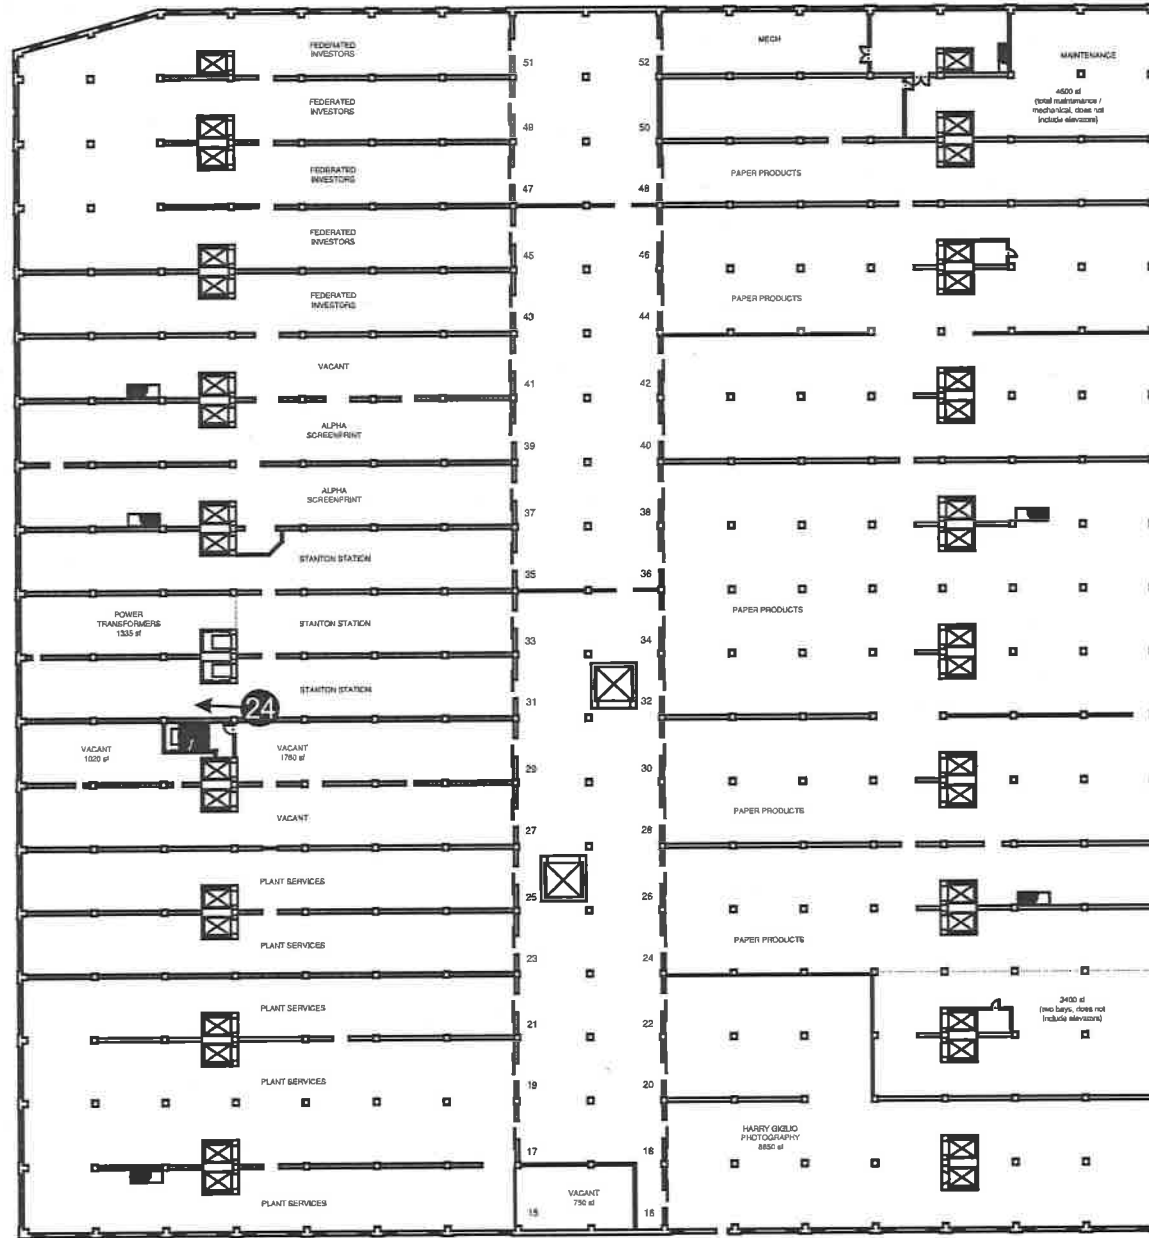 FEDERATED
INVESTORS
51
52
MECH
MAINTENANCE
4600 sf
(total maintenance /
mechanical, does not
include elevators)
FEDERATED
INVESTORS
49
50
FEDERATED
INVESTORS
47
48
PAPER PRODUCTS
FEDERATED
INVESTORS
45
46
FEDERATED
INVESTORS
43
44
PAPER PRODUCTS
VACANT
41
42
ALPHA
SCREENPRINT
39
40
ALPHA
SCREENPRINT
37
38
STANTON STATION
35
36
POWER
TRANSFORMERS
1335 sf
STANTON STATION
33
34
PAPER PRODUCTS
STANTON STATION
31
32
24
VACANT
1020 sf
VACANT
1760 sf
29
30
VACANT
27
28
PAPER PRODUCTS
PLANT SERVICES
25
26
PLANT SERVICES
23
24
PAPER PRODUCTS
PLANT SERVICES
21
22
3400 sf
(two bays, does not
include elevators)
PLANT SERVICES
19
20
HARRY GIGLIO
PHOTOGRAPHY
8850 sf
17
18
PLANT SERVICES
15
VACANT
750 sf
16